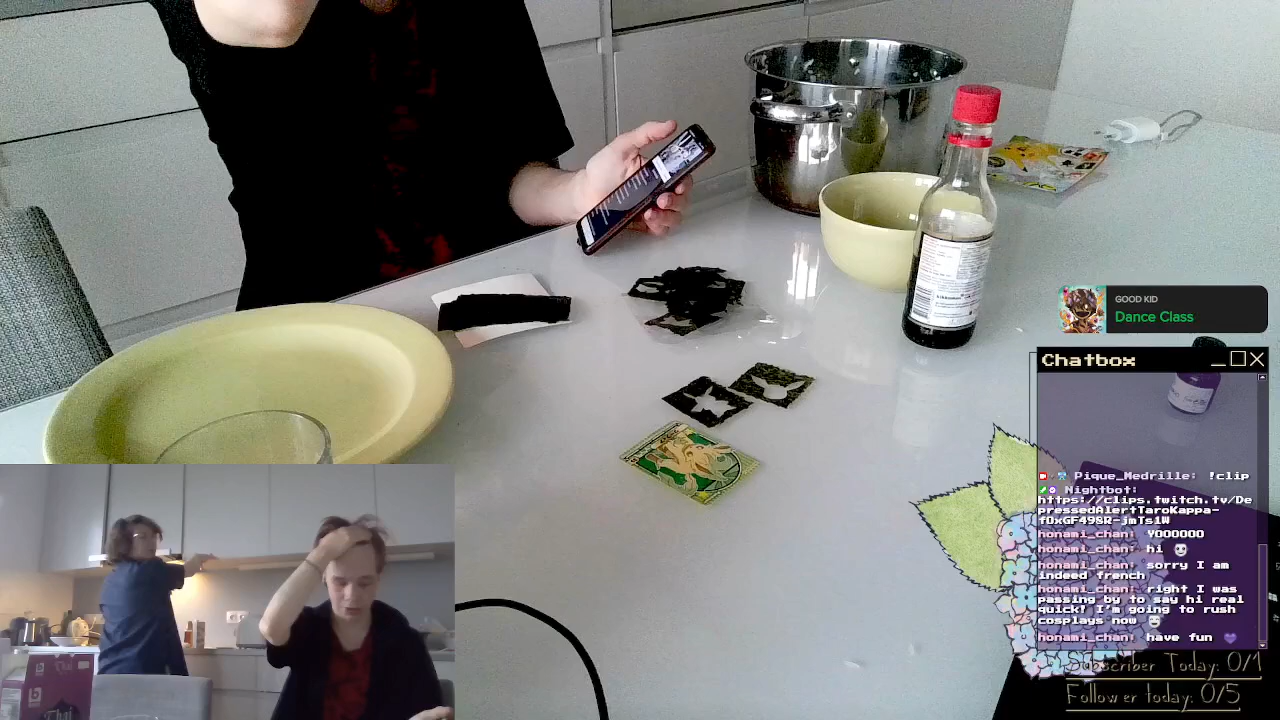 GOOD KID
Dance Class
Chatbox
Pique_Medrille: !clip
Nightbot:
https://clips.twitch.tv/De
pressedAlertTaroKappa-
fDxGF498R-jmTs1W
honami_chan: YOOOOOO
honami_chan: hi
honami_chan: sorry I am
indeed french
honami_chan: right I was
passing by to say hi real
quick! I'm going to rush
cosplays now
honami_chan: have fun
Subscriber Today: 0/1
Follower today: 0/5